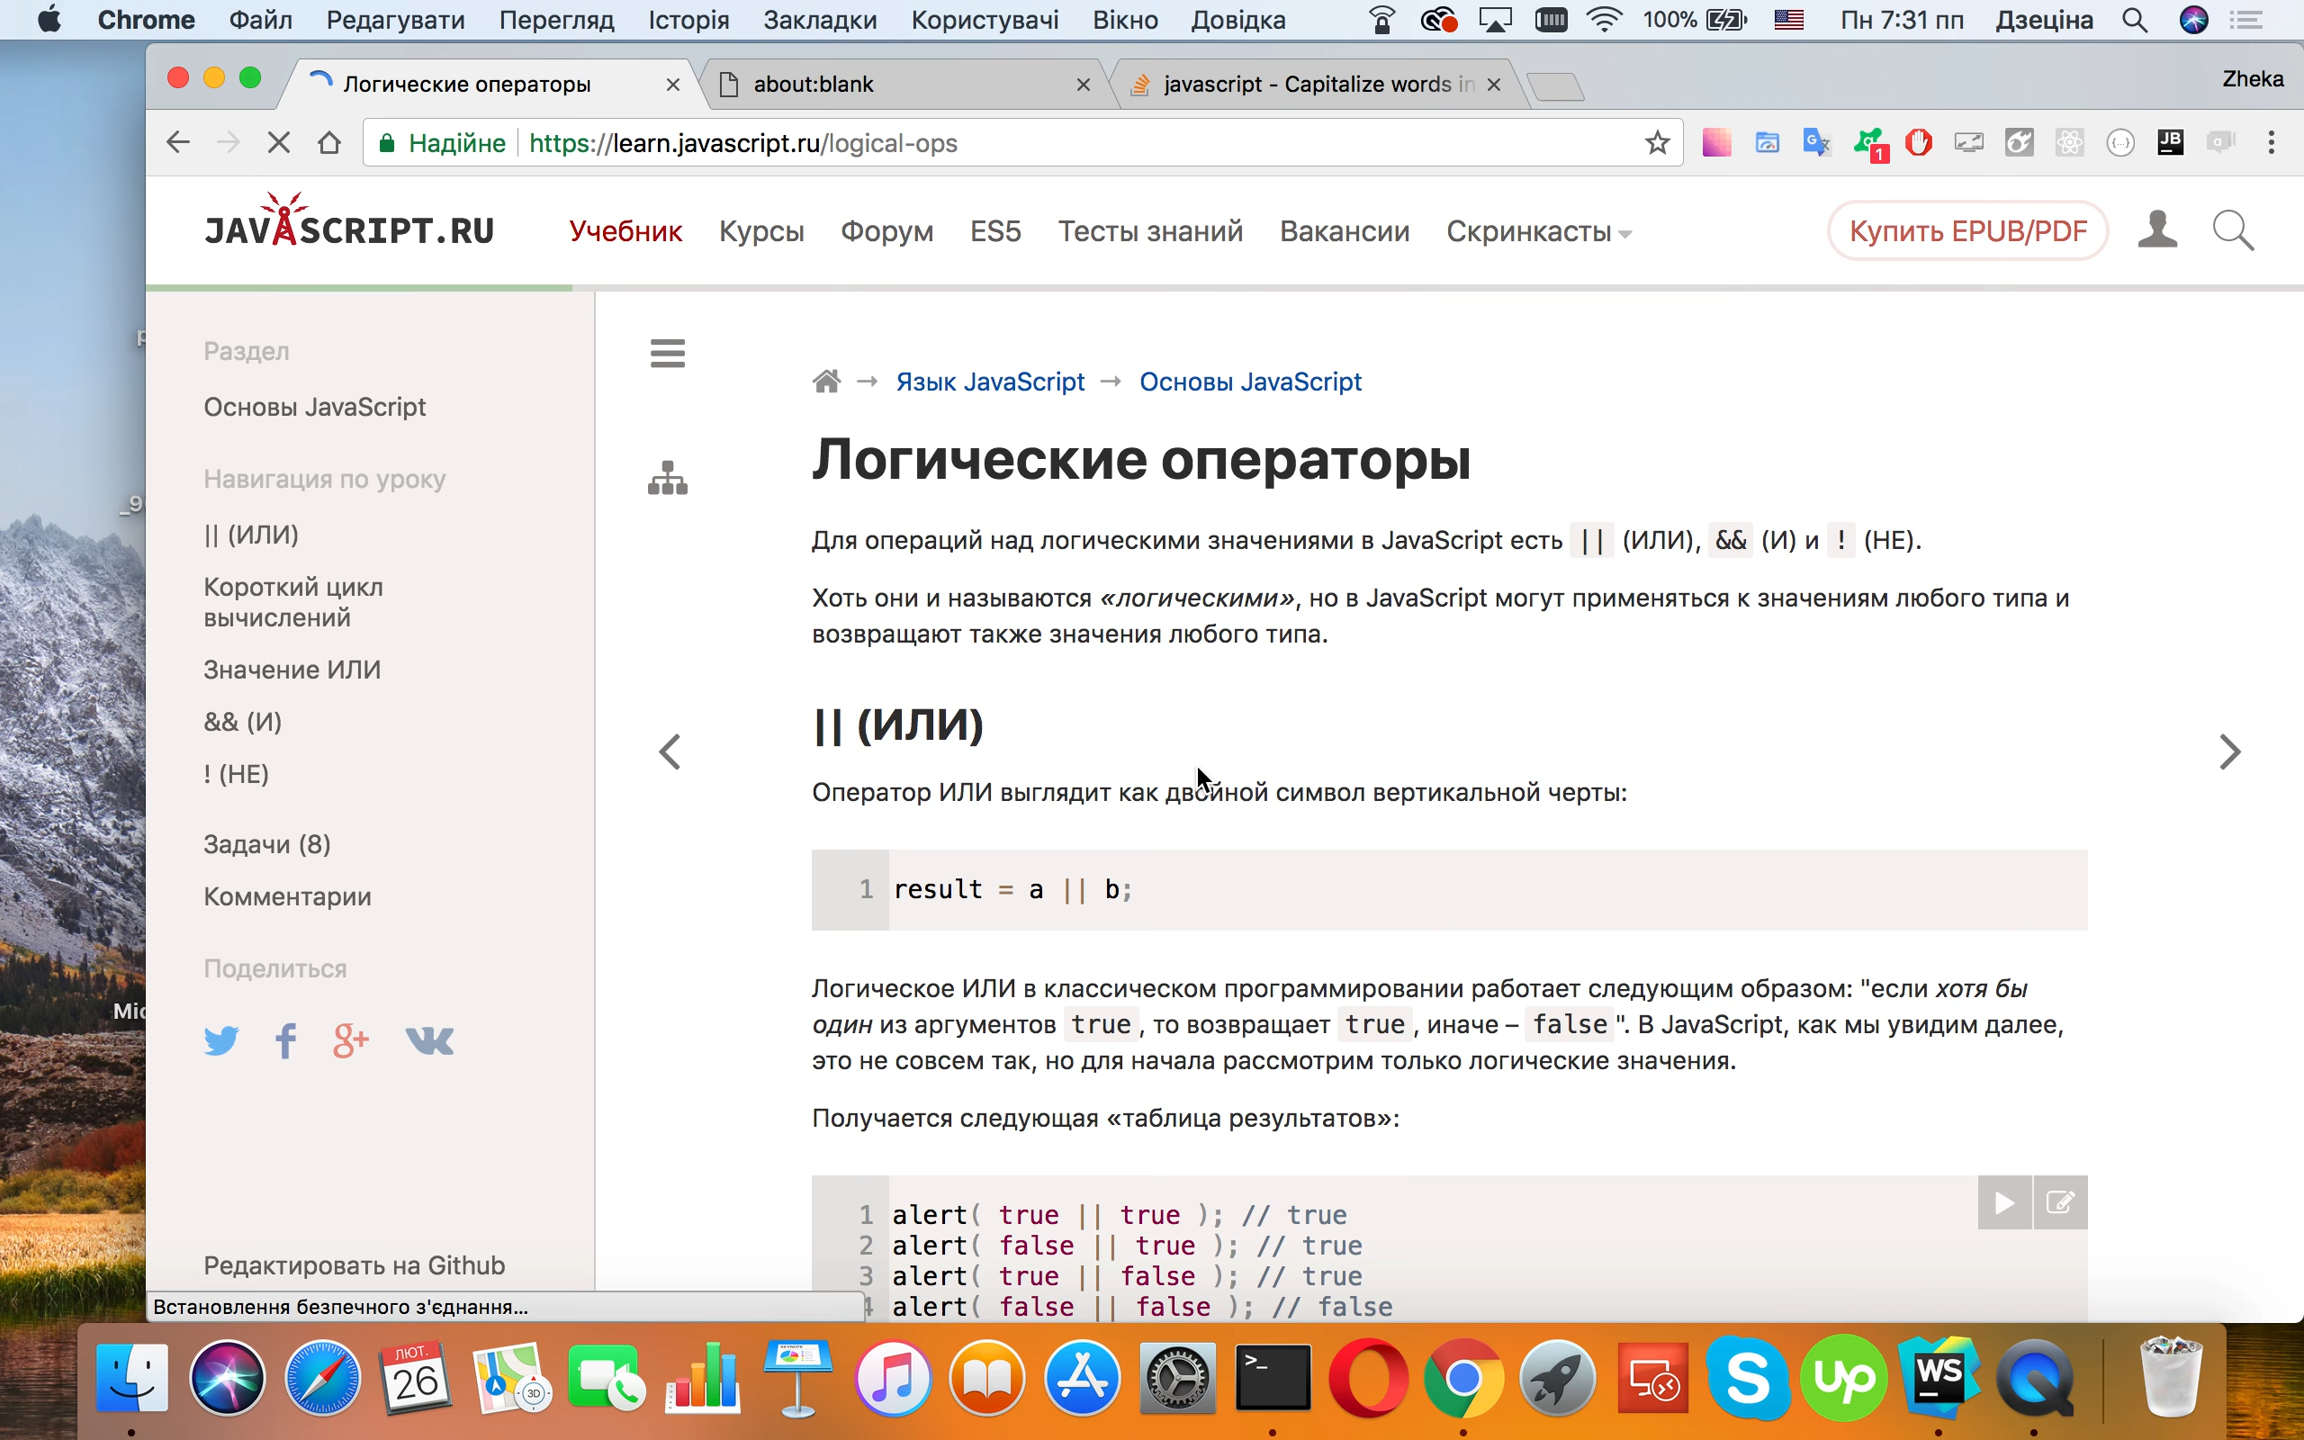 Chrome Файл Редагувати Перегляд Історія Закладки Користувачі Вікно Довідка 100% Пн 7:31 пп Дзеціна
Логические операторы about:blank javascript - Capitalize words in Zheka
Надійне https://learn.javascript.ru/logical-ops 1 JB
JAVASCRIPT.RU Учебник Курсы Форум ES5 Тесты знаний Вакансии Скринкасты Купить EPUB/PDF
Раздел
Основы JavaScript
Навигация по уроку
|| (ИЛИ)
Короткий цикл
вычислений
Значение ИЛИ
&& (И)
! (НЕ)
Задачи (8)
Комментарии
Поделиться
Редактировать на Github
Встановлення безпечного з'єднання...
Язык JavaScript → Основы JavaScript
Логические операторы
Для операций над логическими значениями в JavaScript есть || (ИЛИ), && (И) и ! (НЕ).
Хоть они и называются «логическими», но в JavaScript могут применяться к значениям любого типа и
возвращают также значения любого типа.
|| (ИЛИ)
Оператор ИЛИ выглядит как двойной символ вертикальной черты:
1 result = a || b;
Логическое ИЛИ в классическом программировании работает следующим образом: "если хотя бы
один из аргументов true, то возвращает true, иначе – false". В JavaScript, как мы увидим далее,
это не совсем так, но для начала рассмотрим только логические значения.
Получается следующая «таблица результатов»:
1 alert( true || true ); // true
2 alert( false || true ); // true
3 alert( true || false ); // true
4 alert( false || false ); // false
ЛЮТ.
26
3D
WS
up
S